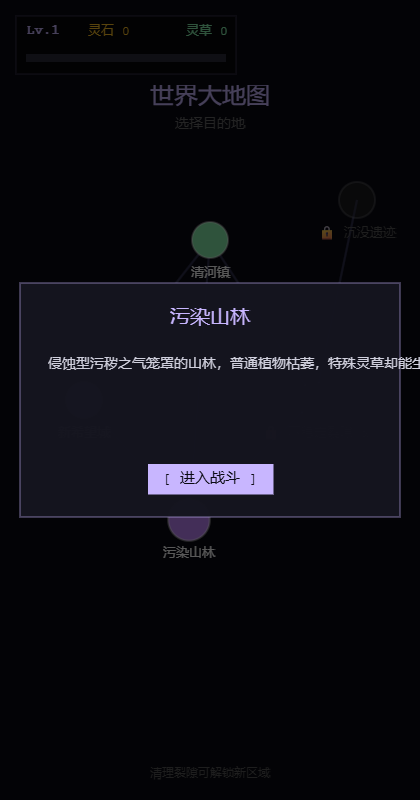 Lv.1 灵石 0 灵草 0
世界大地图
选择目的地
沉没遗迹
清河镇
污染山林
侵蚀型污秽之气笼罩的山林，普通植物枯萎，特殊灵草却能生
[ 进入战斗 ]
污染山林
清理裂隙可解锁新区域